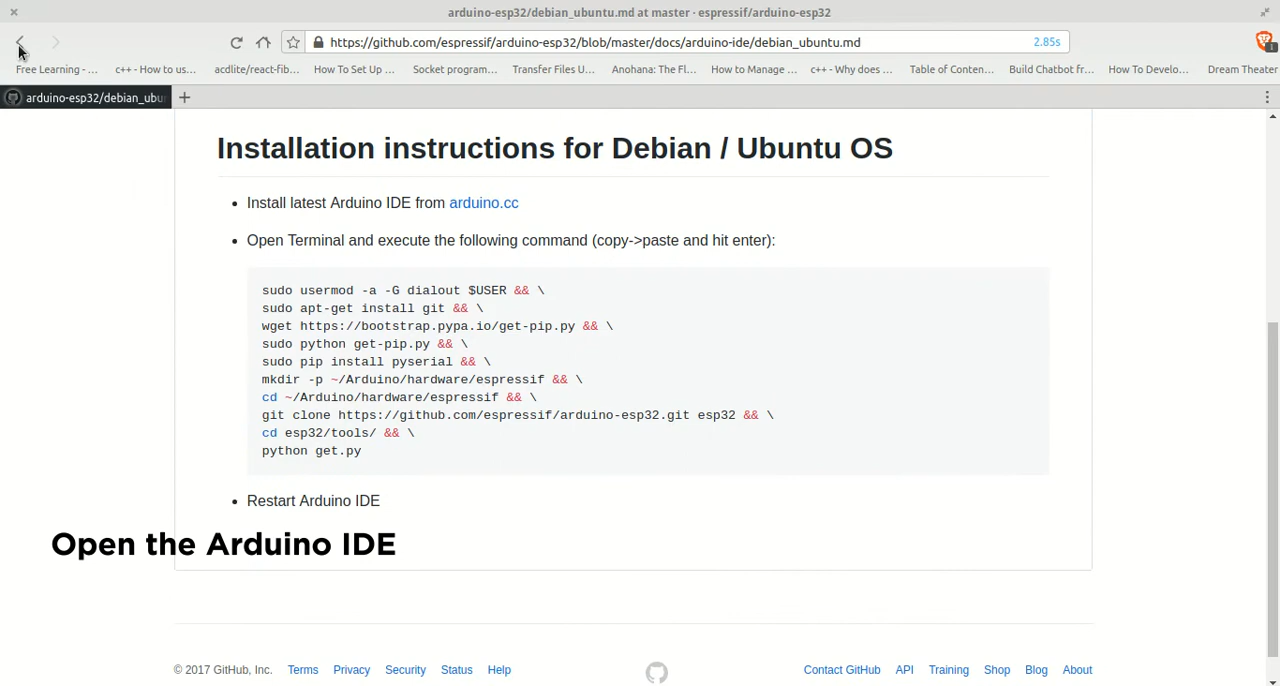 arduino-esp32/debian_ubuntu.md at master · espressif/arduino-esp32
https://github.com/espressif/arduino-esp32/blob/master/docs/arduino-ide/debian_ubuntu.md 2.85s
1
Free Learning - ... c++ - How to us... acdlite/react-fib... How To Set Up ... Socket program... Transfer Files U... Anohana: The Fl... How to Manage ... c++ - Why does ... Table of Conten... Build Chatbot fr... How To Develo... Dream Theater
arduino-esp32/debian_ubu
Installation instructions for Debian / Ubuntu OS
• Install latest Arduino IDE from arduino.cc
• Open Terminal and execute the following command (copy->paste and hit enter):
sudo usermod -a -G dialout $USER && \
sudo apt-get install git && \
wget https://bootstrap.pypa.io/get-pip.py && \
sudo python get-pip.py && \
sudo pip install pyserial && \
mkdir -p ~/Arduino/hardware/espressif && \
cd ~/Arduino/hardware/espressif && \
git clone https://github.com/espressif/arduino-esp32.git esp32 && \
cd esp32/tools/ && \
python get.py
• Restart Arduino IDE
Open the Arduino IDE
© 2017 GitHub, Inc. Terms Privacy Security Status Help Contact GitHub API Training Shop Blog About